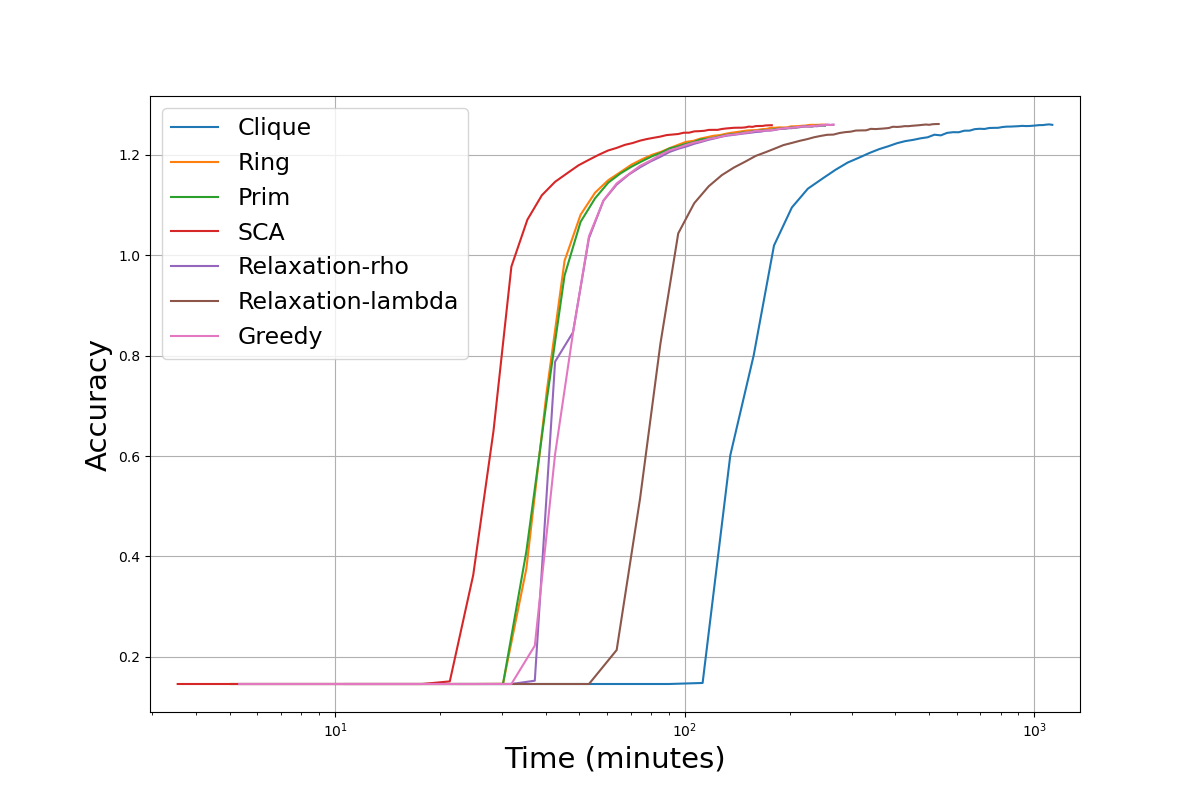 Clique
Ring
Prim
SCA
Relaxation-rho
Relaxation-lambda
Greedy
Accuracy
1.2
1.0
0.8
0.6
0.4
0.2
10¹ 10² 10³
Time (minutes)